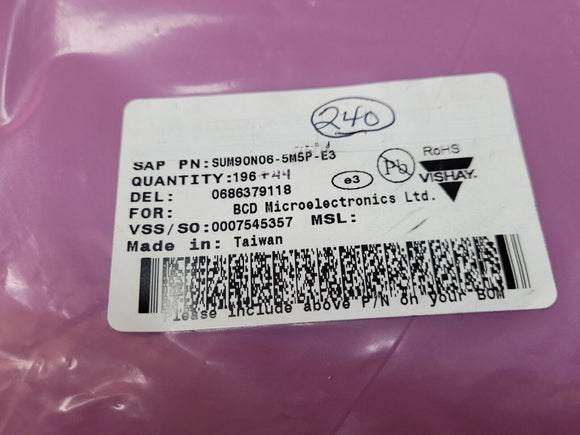 240
SAP PN:SUM90N06-5M5P-E3
QUANTITY:196+44
DEL: 0686379118
FOR: BCD Microelectronics Ltd.
VSS/SO:0007545357 MSL:
Made in: Taiwan
e3
Pb
RoHS
VISHAY.
Please include above P/N on your BOM